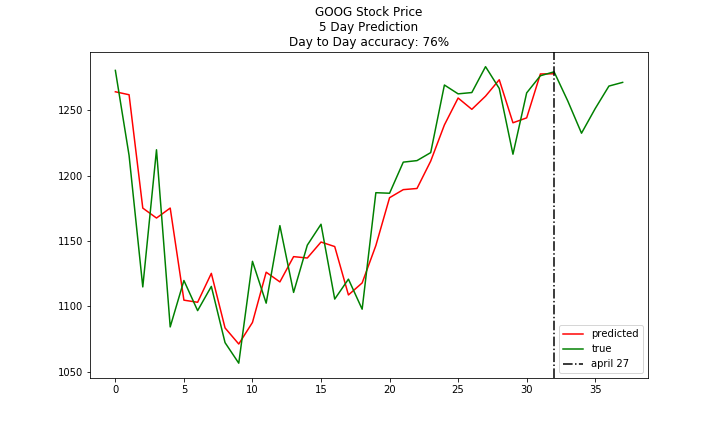 GOOG Stock Price
5 Day Prediction
Day to Day accuracy: 76%
1250
1200
1150
1100
1050
0 5 10 15 20 25 30 35
predicted
true
april 27